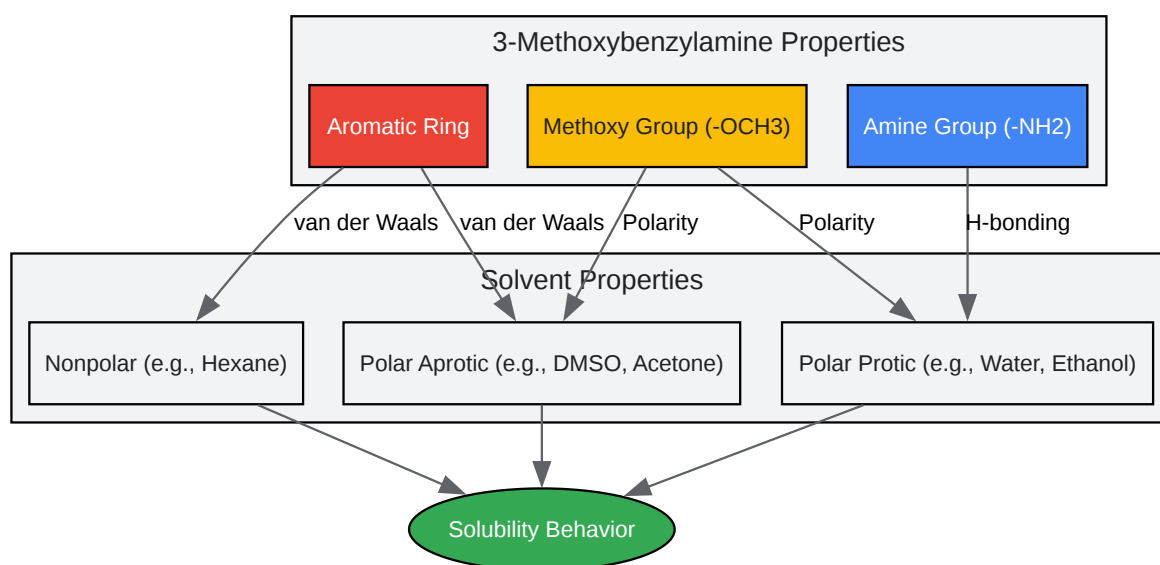 3-Methoxybenzylamine Properties
Aromatic Ring
Methoxy Group (-OCH3)
Amine Group (-NH2)
van der Waals
van der Waals
Polarity
Polarity
H-bonding
Solvent Properties
Nonpolar (e.g., Hexane)
Polar Aprotic (e.g., DMSO, Acetone)
Polar Protic (e.g., Water, Ethanol)
Solubility Behavior